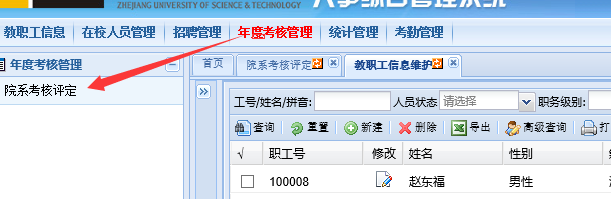 ZHEJIANG UNIVERSITY OF SCIENCE & TECHNOLOGY
教职工信息 在校人员管理 招聘管理 年度考核管理 统计管理 考勤管理
年度考核管理
首页 院系考核评定 教职工信息维护
院系考核评定
工号/姓名/拼音: 人员状态 请选择 职务级别:
查询 重置 新建 删除 导出 高级查询 打
√ 职工号 修改 姓名 性别
100008 赵东福 男性